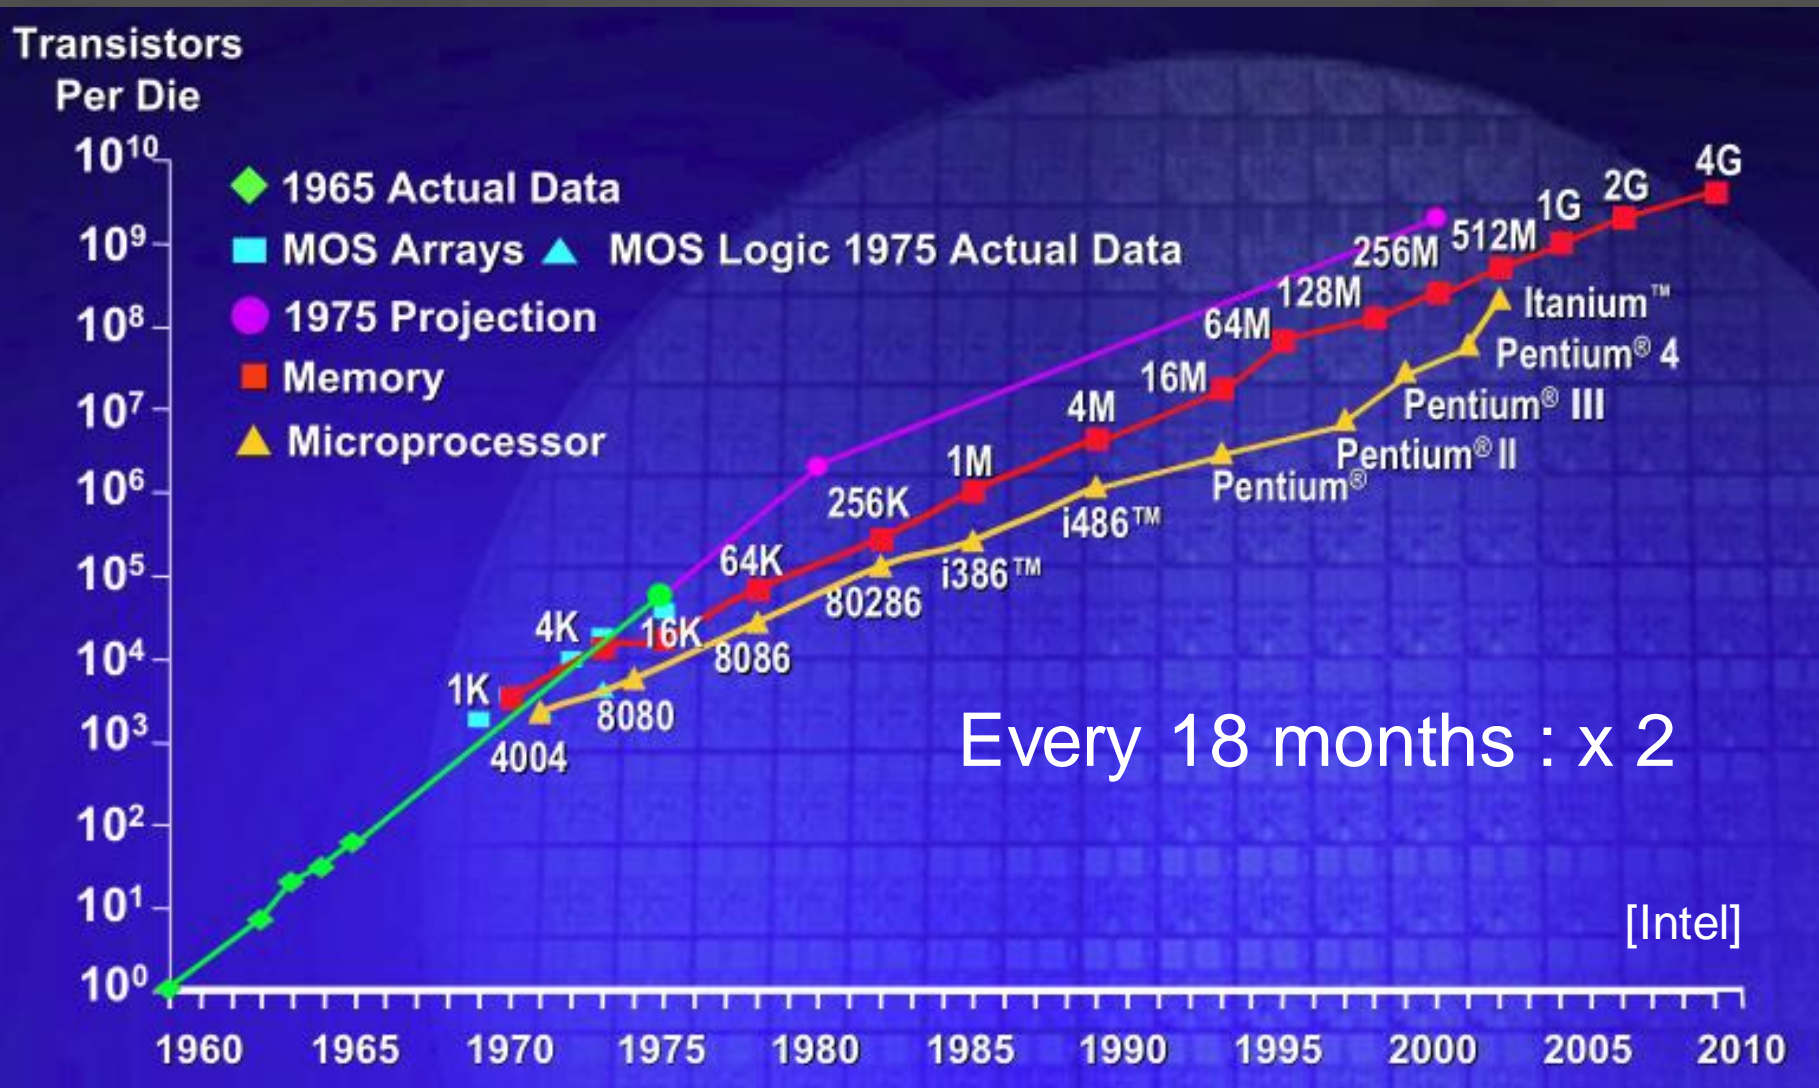 Transistors
Per Die
10¹⁰
10⁹
10⁸
10⁷
10⁶
10⁵
10⁴
10³
10²
10¹
10⁰
1965 Actual Data
MOS Arrays MOS Logic 1975 Actual Data
1975 Projection
Memory
Microprocessor
1K
4K
16K
64K
256K
1M
4M
16M
64M
128M
256M
512M
1G
2G
4G
4004
8080
8086
80286
i386™
i486™
Pentium®
Pentium® II
Pentium® III
Pentium® 4
Itanium™
Every 18 months : x 2
[Intel]
1960 1965 1970 1975 1980 1985 1990 1995 2000 2005 2010